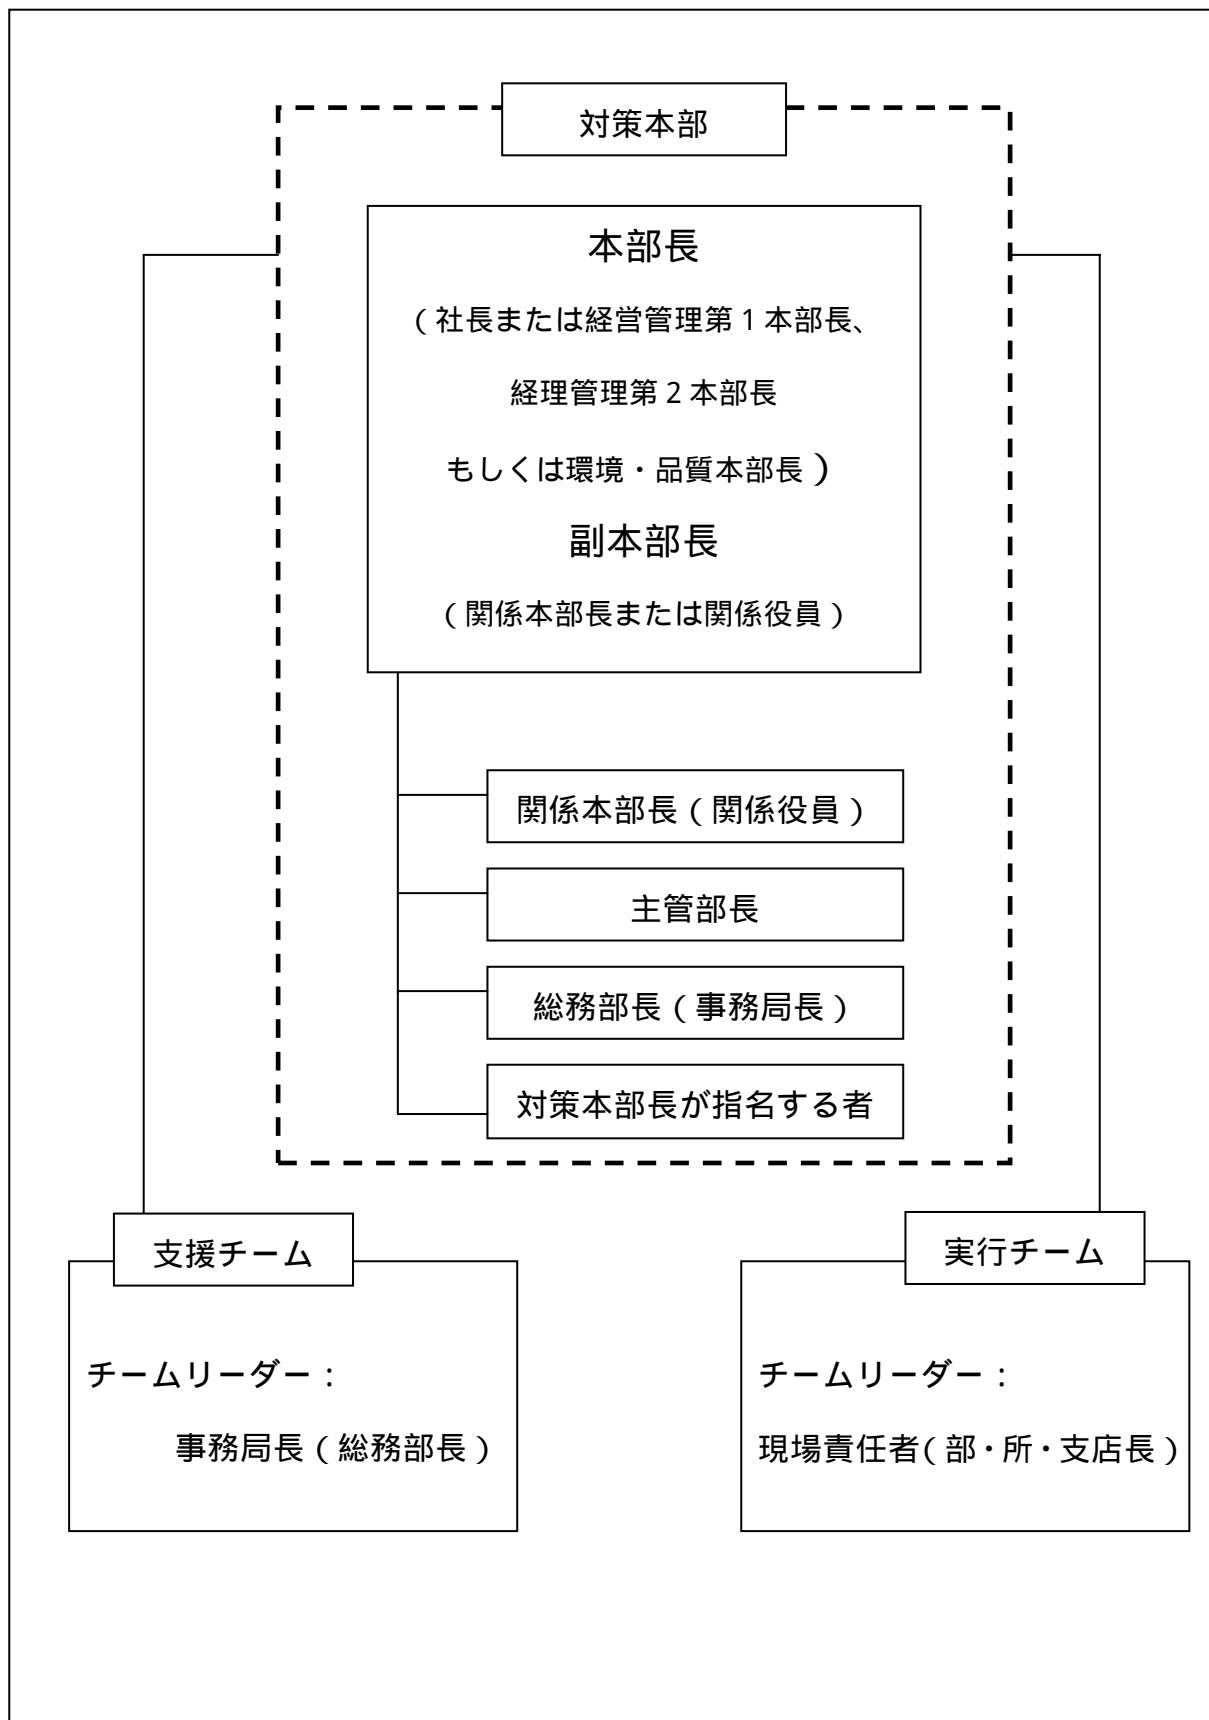 対策本部
本部長
（社長または経営管理第1本部長、
経理管理第2本部長
もしくは環境・品質本部長）
副本部長
（関係本部長または関係役員）
関係本部長（関係役員）
主管部長
総務部長（事務局長）
対策本部長が指名する者
支援チーム
チームリーダー：
事務局長（総務部長）
実行チーム
チームリーダー：
現場責任者（部・所・支店長）